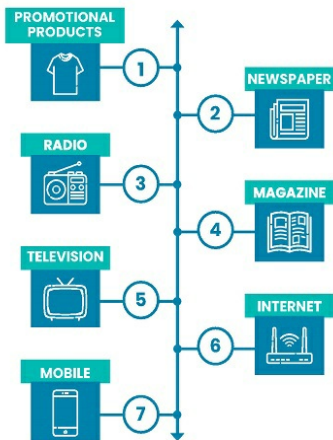 PROMOTIONAL
PRODUCTS
1
NEWSPAPER
2
RADIO
3
MAGAZINE
4
TELEVISION
5
INTERNET
6
MOBILE
7